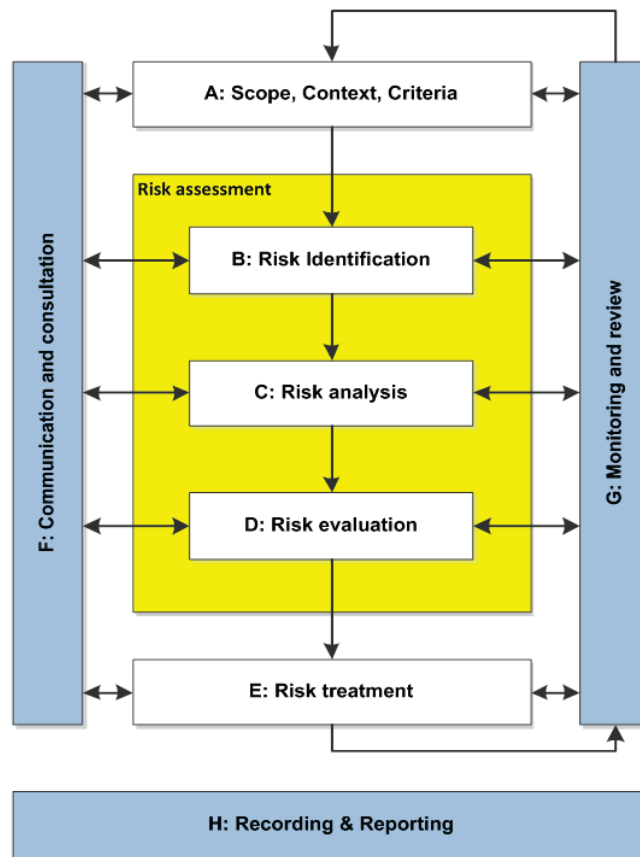 A: Scope, Context, Criteria
Risk assessment
B: Risk Identification
C: Risk analysis
D: Risk evaluation
E: Risk treatment
F: Communication and consultation
G: Monitoring and review
H: Recording & Reporting